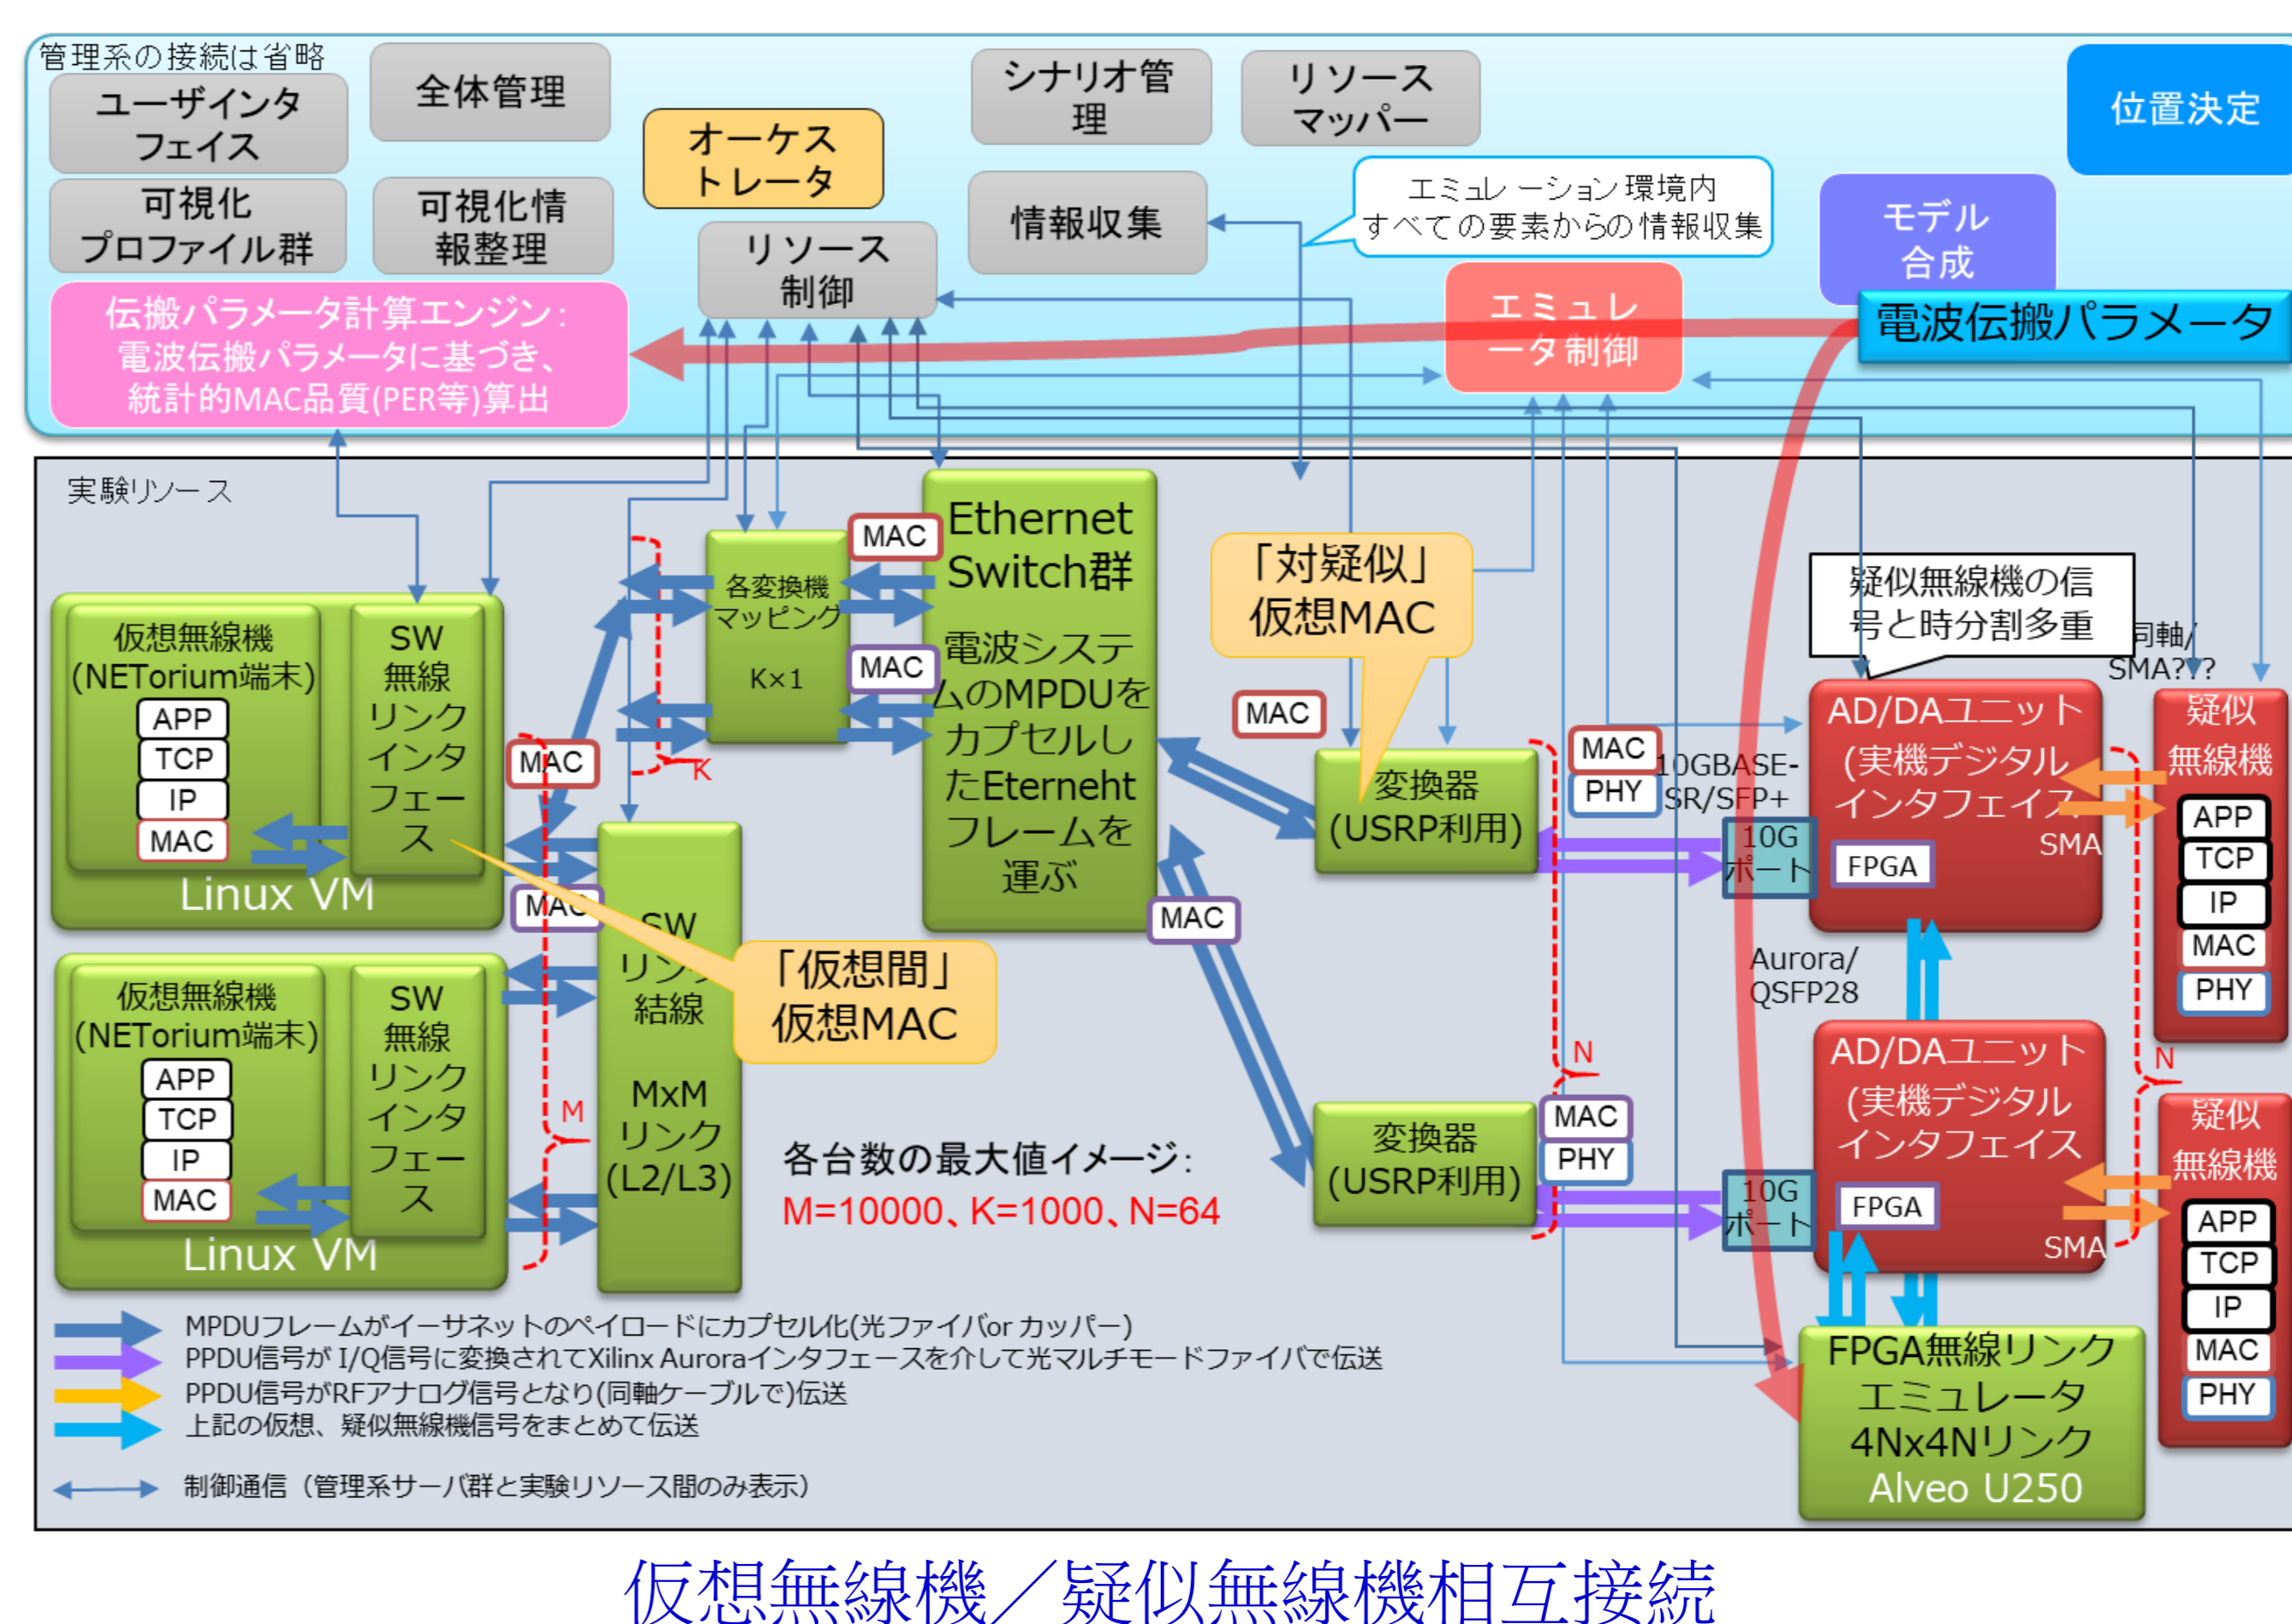 管理系の接続は省略
ユーザインタ
フェイス
全体管理
オーケス
トレータ
シナリオ管
理
リソース
マッパー
位置決定
可視化
プロファイル群
可視化情
報整理
リソース
制御
情報収集
エミュレーション環境内
すべての要素からの情報収集
モデル
合成
伝搬パラメータ計算エンジン：
電波伝搬パラメータに基づき、
統計的MAC品質(PER等)算出
エミュレ
ータ制御
電波伝搬パラメータ
実験リソース
仮想無線機
(NETorium端末)
APP
TCP
IP
MAC
Linux VM
SW
無線
リンク
インタ
フェー
ス
仮想無線機
(NETorium端末)
APP
TCP
IP
MAC
Linux VM
SW
無線
リンク
インタ
フェー
ス
MAC
MAC
M
K
各変換機
マッピング
K×1
MAC
MAC
SW
リンク
結線
MxM
リンク
(L2/L3)
「仮想間」
仮想MAC
Ethernet
Switch群
電波システ
ムのMPDUを
カプセルし
たEterneht
フレームを
運ぶ
MAC
MAC
「対疑似」
仮想MAC
変換器
(USRP利用)
変換器
(USRP利用)
各台数の最大値イメージ：
M=10000、K=1000、N=64
N
MAC
PHY
MAC
PHY
10GBASE-
SR/SFP+
10G
ポート
10G
ポート
疑似無線機の信
号と時分割多重
同軸/
SMA???
AD/DAユニット
(実機デジタル
インタフェイス
SMA
FPGA
Aurora/
QSFP28
AD/DAユニット
(実機デジタル
インタフェイス
FPGA
SMA
N
疑似
無線機
APP
TCP
IP
MAC
PHY
疑似
無線機
APP
TCP
IP
MAC
PHY
FPGA無線リンク
エミュレータ
4Nx4Nリンク
Alveo U250
MPDUフレームがイーサネットのペイロードにカプセル化(光ファイバor カッパー)
PPDU信号が I/Q信号に変換されてXilinx Auroraインタフェースを介して光マルチモードファイバで伝送
PPDU信号がRFアナログ信号となり(同軸ケーブルで)伝送
上記の仮想、疑似無線機信号をまとめて伝送
制御通信（管理系サーバ群と実験リソース間のみ表示）
仮想無線機／疑似無線機相互接続